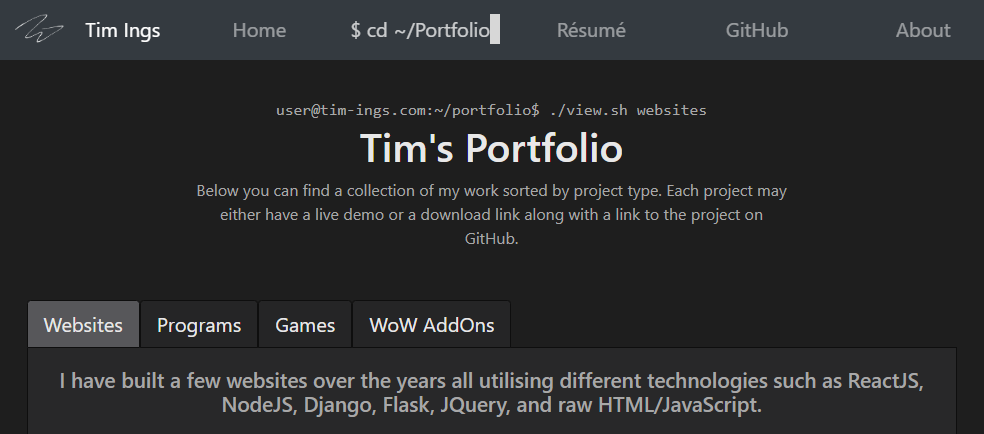 Tim Ings Home $ cd ~/Portfolio Résumé GitHub About
user@tim-ings.com:~/portfolio$ ./view.sh websites
Tim's Portfolio
Below you can find a collection of my work sorted by project type. Each project may
either have a live demo or a download link along with a link to the project on
GitHub.
Websites Programs Games WoW AddOns
I have built a few websites over the years all utilising different technologies such as ReactJS,
NodeJS, Django, Flask, JQuery, and raw HTML/JavaScript.